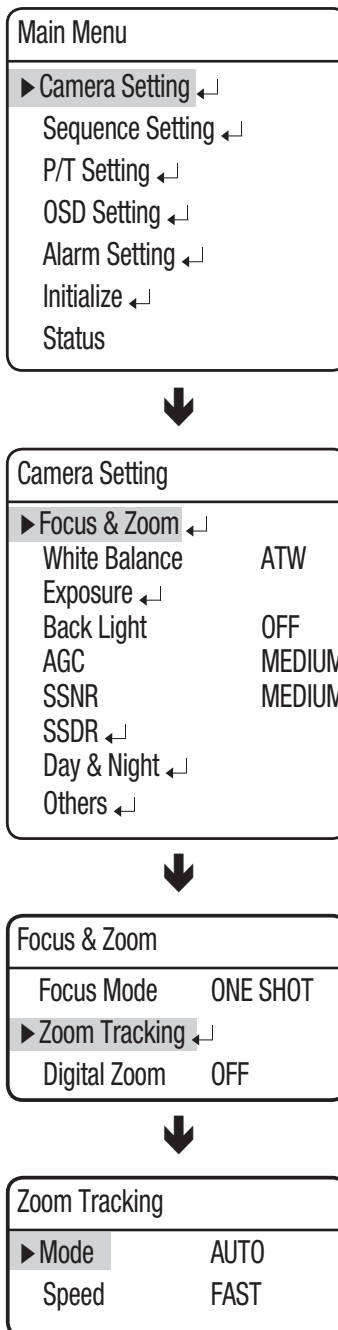 Main Menu
▶Camera Setting ↵
Sequence Setting ↵
P/T Setting ↵
OSD Setting ↵
Alarm Setting ↵
Initialize ↵
Status
Camera Setting
▶Focus & Zoom ↵
White Balance ATW
Exposure ↵
Back Light OFF
AGC MEDIUM
SSNR MEDIUM
SSDR ↵
Day & Night ↵
Others ↵
Focus & Zoom
Focus Mode ONE SHOT
▶Zoom Tracking ↵
Digital Zoom OFF
Zoom Tracking
▶Mode AUTO
Speed FAST